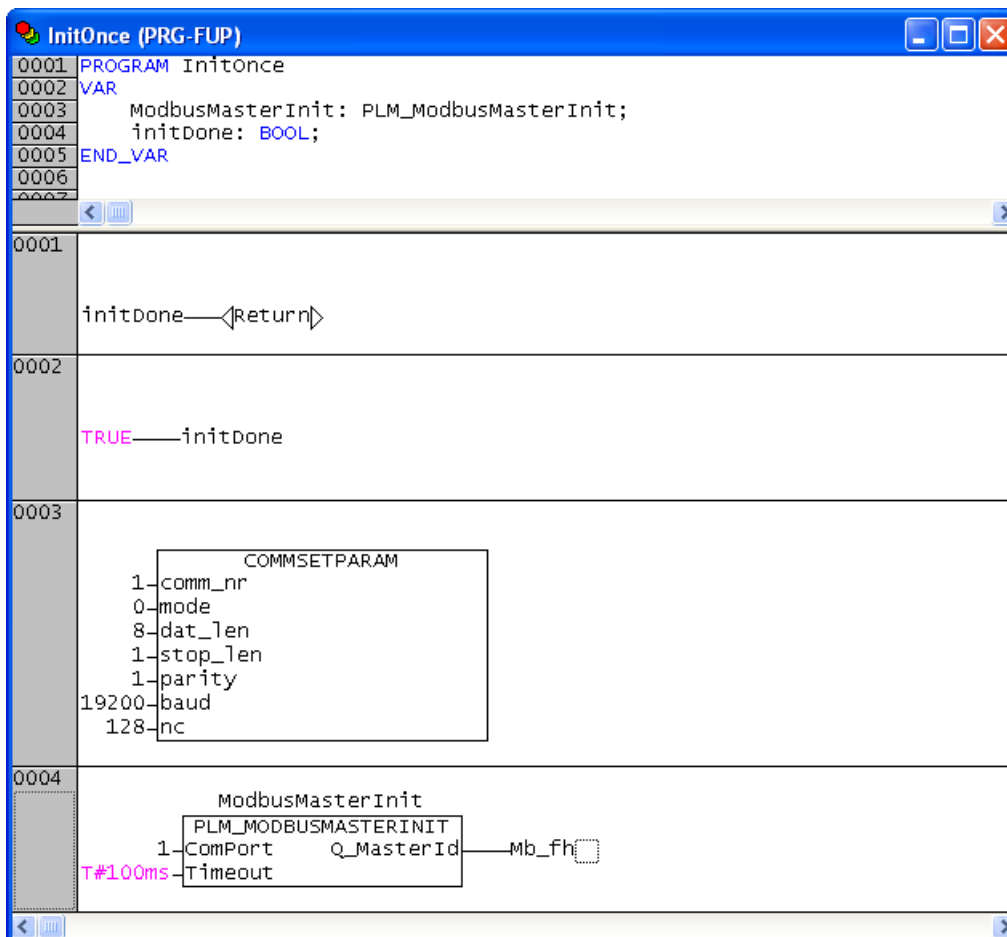 InitOnce (PRG-FUP)
0001 PROGRAM InitOnce
0002 VAR
0003 ModbusMasterInit: PLM_ModbusMasterInit;
0004 initDone: BOOL;
0005 END_VAR
0006
0007
0001
initDone Return
0002
TRUE initDone
0003
COMMSETPARAM
1 comm_nr
0 mode
8 dat_len
1 stop_len
1 parity
19200 baud
128 nc
0004
ModbusMasterInit
PLM_MODBUSMASTERINIT
1 ComPort Q_MasterId Mb_fh
T#100ms Timeout